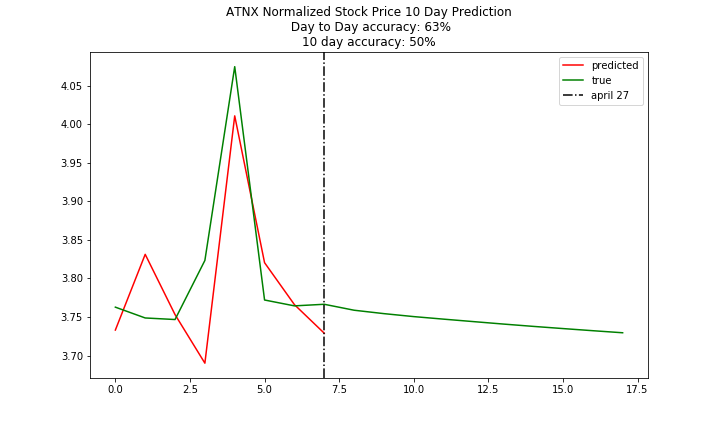 ATNX Normalized Stock Price 10 Day Prediction
Day to Day accuracy: 63%
10 day accuracy: 50%
predicted
true
april 27
4.05
4.00
3.95
3.90
3.85
3.80
3.75
3.70
0.0 2.5 5.0 7.5 10.0 12.5 15.0 17.5